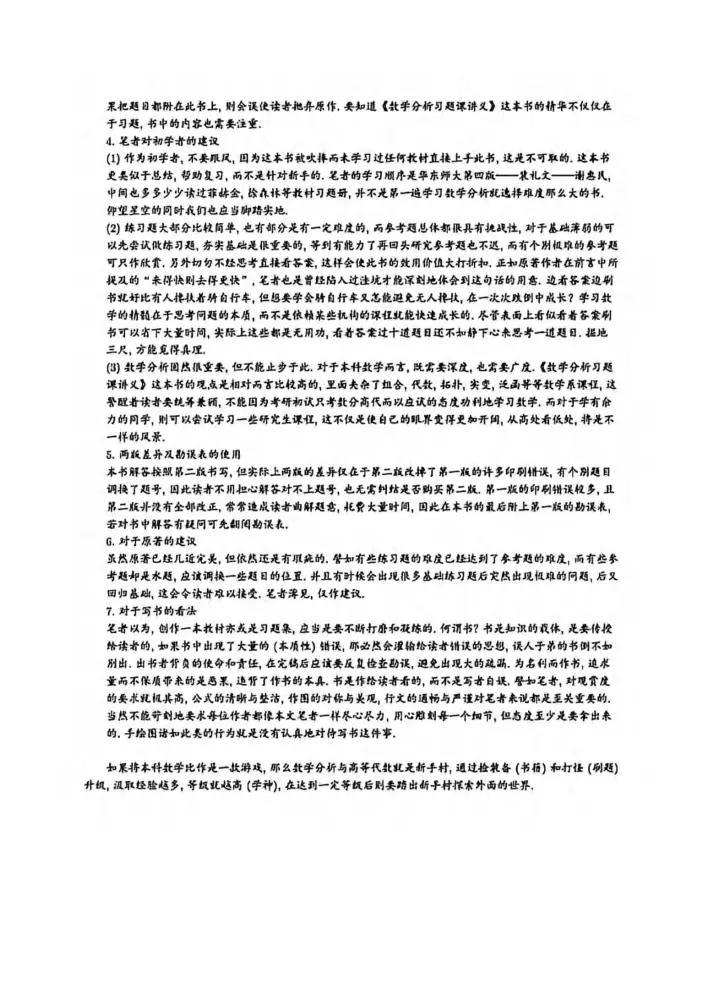 果把题目都附在此书上, 则会误使读者抛弃原作. 要知道《数学分析习题课讲义》这本书的精华不仅仅在
于习题, 书中的内容也需要注重.
4. 笔者对初学者的建议
(1) 作为初学者, 不要跟风, 因为这本书被吹捧而未学习过任何教材直接上手此书, 这是不可取的. 这本书
更类似于总结, 帮助复习, 而不是针对新手的. 笔者的学习顺序是华东师大第四版——裴礼文——谢惠民,
中间也多多少少读过菲赫金, 徐森林等教材习题册, 并不是第一遍学习数学分析就选择难度那么大的书.
仰望星空的同时我们也应当脚踏实地.
(2) 练习题大部分比较简单, 也有部分是有一定难度的, 而参考题总体都很具有挑战性, 对于基础薄弱的可
以先尝试做练习题, 夯实基础是很重要的, 等到有能力了再回头研究参考题也不迟, 而有个别极难的参考题
可只作欣赏. 另外切勿不经思考直接看答案, 这样会使此书的效用价值大打折扣. 正如原著作者在前言中所
提及的 “来得快则去得更快” , 笔者也是曾经陷入过洼坑才能深刻地体会到这句话的用意. 边看答案边刷
书就好比有人搀扶着骑自行车, 但想要学会骑自行车又怎能避免无人搀扶, 在一次次跌倒中成长? 学习数
学的精髓在于思考问题的本质, 而不是依赖某些机构的课程就能快速成长的. 尽管表面上看似看着答案刷
书可以省下大量时间, 实际上这些都是无用功, 看着答案过十道题目还不如静下心来思考一道题目. 掘地
三尺, 方能觅得真理.
(3) 数学分析固然很重要, 但不能止步于此. 对于本科数学而言, 既需要深度, 也需要广度. 《数学分析习题
课讲义》这本书的观点是相对而言比较高的, 里面夹杂了组合, 代数, 拓扑, 实变, 泛函等等数学系课程, 这
警醒着读者要统筹兼顾, 不能因为考研初试只考数分高代而以应试的态度功利地学习数学. 而对于学有余
力的同学, 则可以尝试学习一些研究生课程, 这不仅是使自己的眼界变得更加开阔, 从高处看低处, 将是不
一样的风景.
5. 两版差异及勘误表的使用
本书解答按照第二版书写, 但实际上两版的差异仅在于第二版改掉了第一版的许多印刷错误, 有个别题目
调换了题号, 因此读者不用担心解答对不上题号, 也无需纠结是否购买第二版. 第一版的印刷错误较多, 且
第二版并没有全部改正, 常常造成读者曲解题意, 耗费大量时间, 因此在本书的最后附上第一版的勘误表,
若对书中解答有疑问可先翻阅勘误表.
6. 对于原著的建议
虽然原著已经几近完美, 但依然还是有瑕疵的. 譬如有些练习题的难度已经达到了参考题的难度, 而有些参
考题却是水题, 应该调换一些题目的位置. 并且有时候会出现很多基础练习题后突然出现极难的问题, 后又
回归基础, 这会令读者难以接受. 笔者薄见, 仅作建议.
7. 对于写书的看法
笔者以为, 创作一本教材亦或是习题集, 应当是要不断打磨和凝练的. 何谓书? 书是知识的载体, 是要传授
给读者的, 如果书中出现了大量的 (本质性) 错误, 那必然会灌输给读者错误的思想, 误人子弟的书倒不如
别出. 出书者背负的使命和责任, 在完稿后应该要反复检查勘误, 避免出现大的疏漏. 为名利而作书, 追求
量而不保质带来的是恶果, 违背了作书的本真. 书是作给读者看的, 而不是写者自误. 譬如笔者, 对观赏度
的要求就极其高, 公式的清晰与整洁, 作图的对称与美观, 行文的通畅与严谨对笔者来说都是至关重要的.
当然不能苛刻地要求每位作者都像本文笔者一样尽心尽力, 用心雕刻每一个细节, 但态度至少是要拿出来
的. 手绘图诸如此类的行为就是没有认真地对待写书这件事.
如果将本科数学比作是一款游戏, 那么数学分析与高等代数就是新手村, 通过捡装备 (书籍) 和打怪 (刷题)
升级, 汲取经验越多, 等级就越高 (学神), 在达到一定等级后则要踏出新手村探索外面的世界.